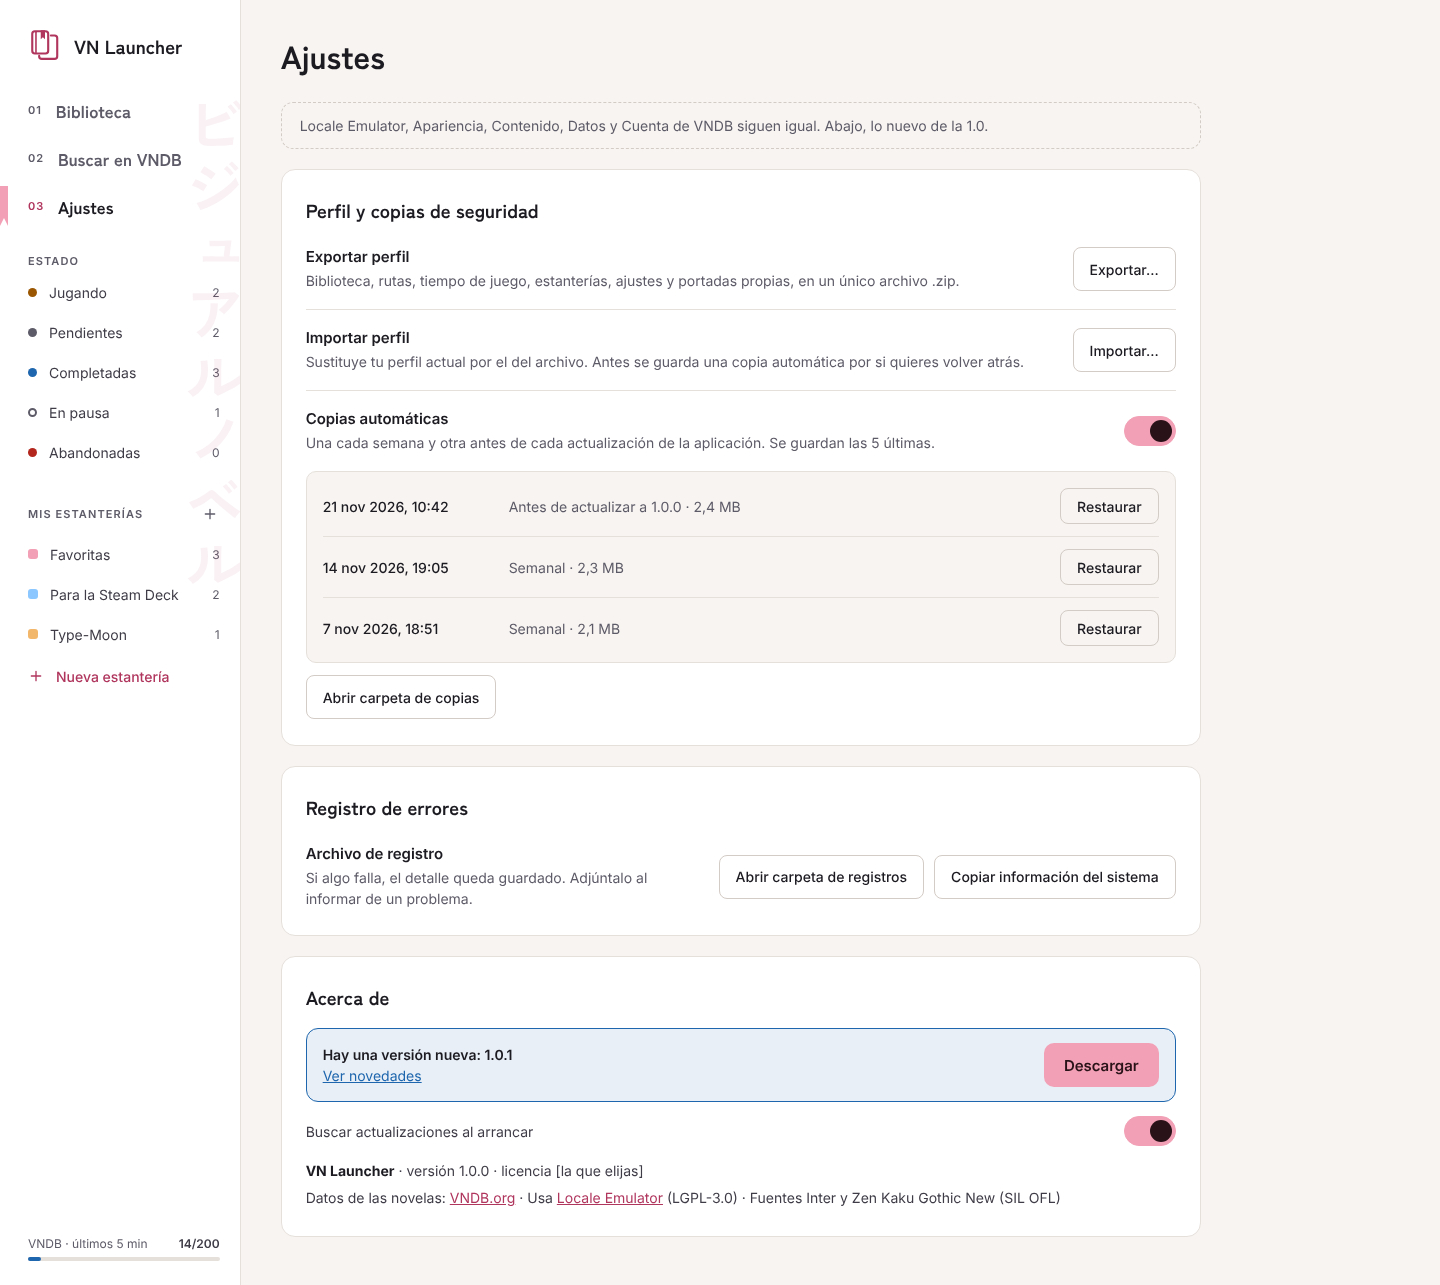 VN Launcher
01 Biblioteca
02 Buscar en VNDB
03 Ajustes
ビジュアルノベル
ESTADO
Jugando 2
Pendientes 2
Completadas 3
En pausa 1
Abandonadas 0
MIS ESTANTERÍAS +
Favoritas 3
Para la Steam Deck 2
Type-Moon 1
+ Nueva estantería
VNDB · últimos 5 min 14/200
Ajustes
Locale Emulator, Apariencia, Contenido, Datos y Cuenta de VNDB siguen igual. Abajo, lo nuevo de la 1.0.
Perfil y copias de seguridad
Exportar perfil
Biblioteca, rutas, tiempo de juego, estanterías, ajustes y portadas propias, en un único archivo .zip.
Exportar...
Importar perfil
Sustituye tu perfil actual por el del archivo. Antes se guarda una copia automática por si quieres volver atrás.
Importar...
Copias automáticas
Una cada semana y otra antes de cada actualización de la aplicación. Se guardan las 5 últimas.
21 nov 2026, 10:42 Antes de actualizar a 1.0.0 · 2,4 MB Restaurar
14 nov 2026, 19:05 Semanal · 2,3 MB Restaurar
7 nov 2026, 18:51 Semanal · 2,1 MB Restaurar
Abrir carpeta de copias
Registro de errores
Archivo de registro
Si algo falla, el detalle queda guardado. Adjúntalo al
informar de un problema.
Abrir carpeta de registros Copiar información del sistema
Acerca de
Hay una versión nueva: 1.0.1
Ver novedades
Descargar
Buscar actualizaciones al arrancar
VN Launcher · versión 1.0.0 · licencia [la que elijas]
Datos de las novelas: VNDB.org · Usa Locale Emulator (LGPL-3.0) · Fuentes Inter y Zen Kaku Gothic New (SIL OFL)